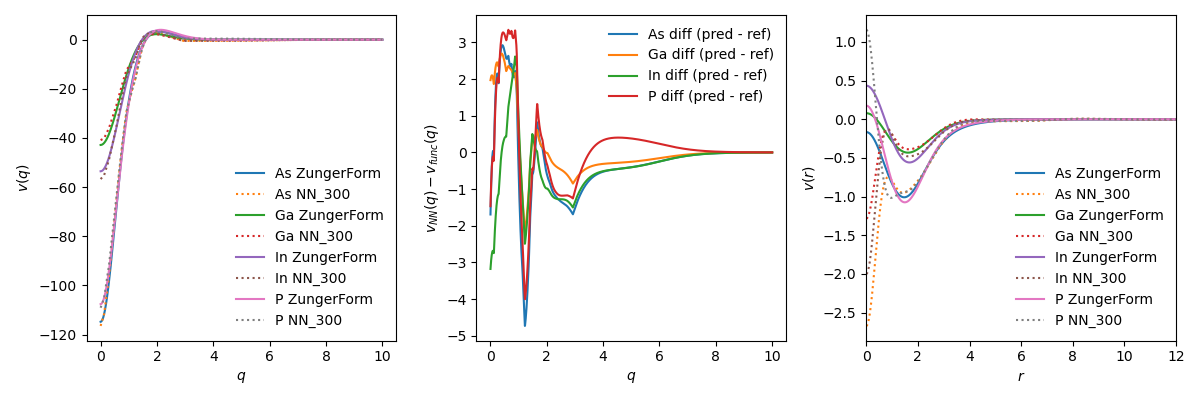 v(q)
0
−20
−40
−60
−80
−100
−120
0
2
4
6
8
10
q
As ZungerForm
As NN_300
Ga ZungerForm
Ga NN_300
In ZungerForm
In NN_300
P ZungerForm
P NN_300
v_NN(q) − v_func(q)
3
2
1
0
−1
−2
−3
−4
−5
0
2
4
6
8
10
q
As diff (pred - ref)
Ga diff (pred - ref)
In diff (pred - ref)
P diff (pred - ref)
v(r)
1.0
0.5
0.0
−0.5
−1.0
−1.5
−2.0
−2.5
0
2
4
6
8
10
12
r
As ZungerForm
As NN_300
Ga ZungerForm
Ga NN_300
In ZungerForm
In NN_300
P ZungerForm
P NN_300